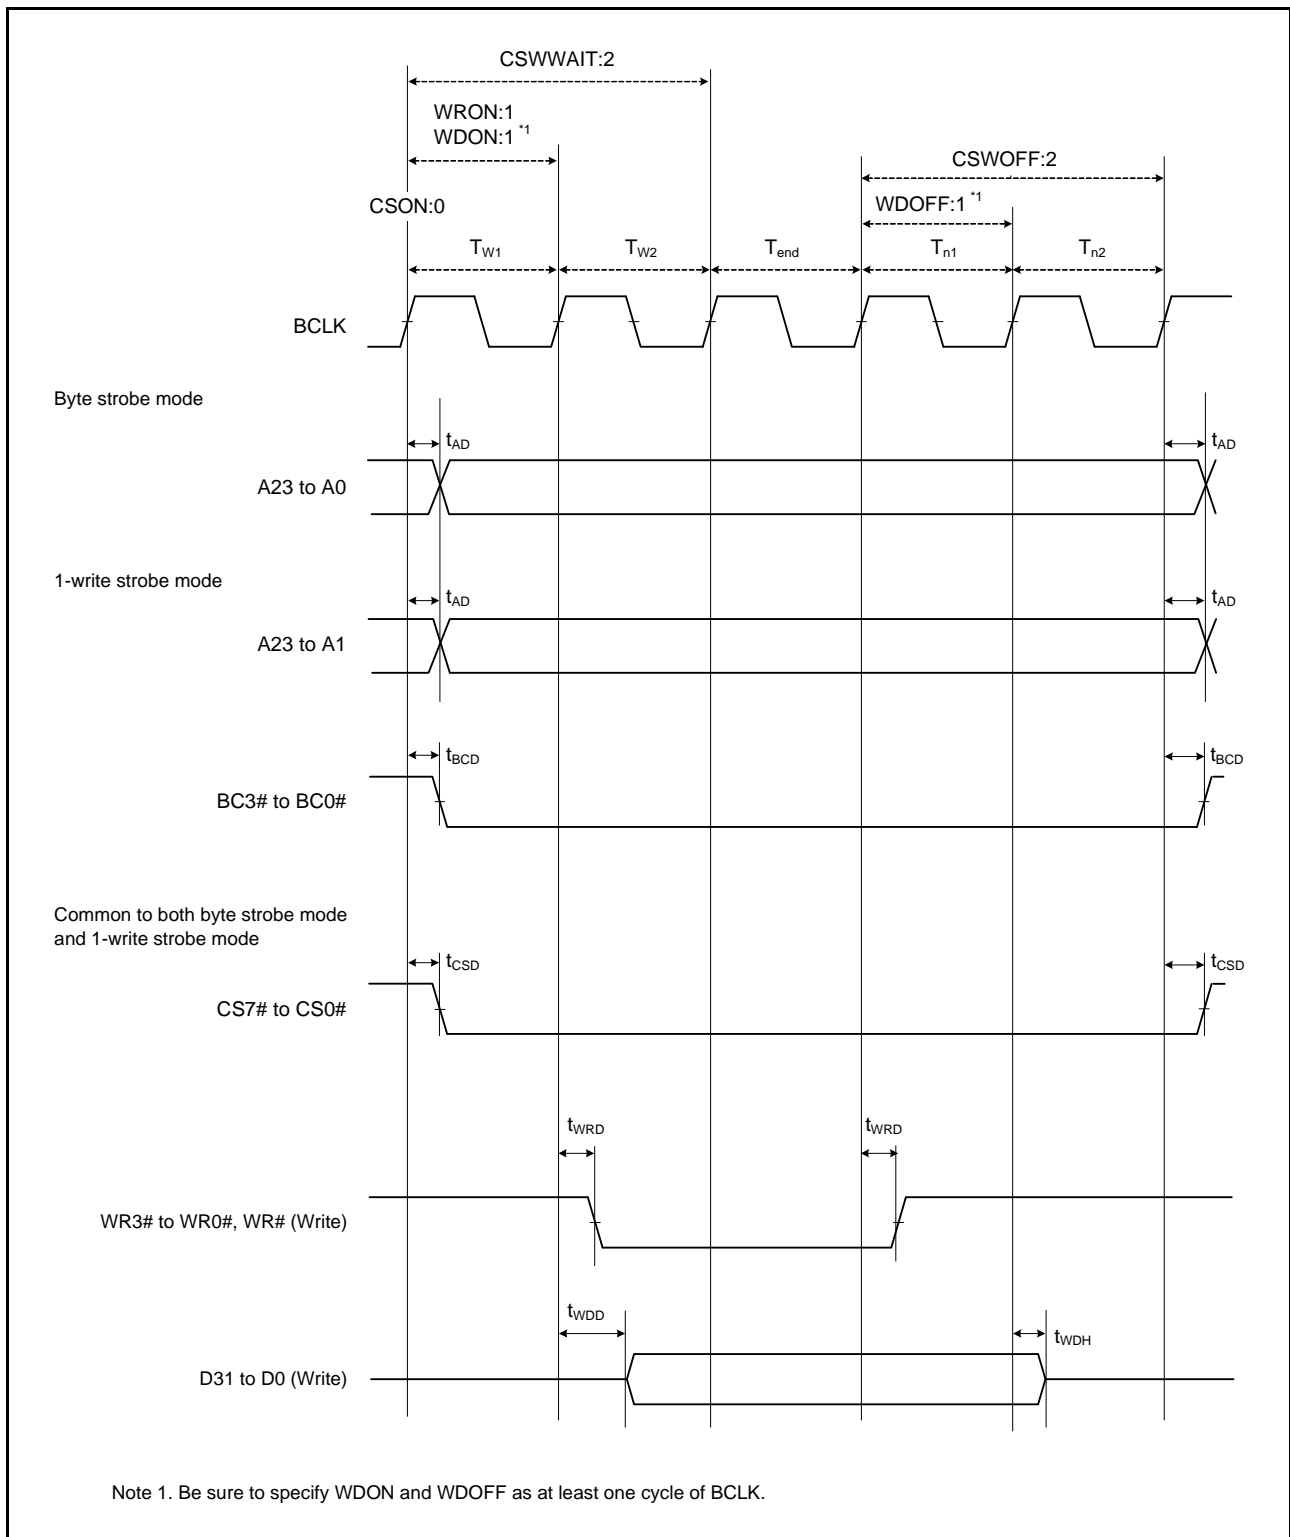 CSWWAIT:2
WRON:1
WDON:1 *1
CSWOFF:2
CSON:0
WDOFF:1 *1
TW1
TW2
Tend
Tn1
Tn2
BCLK
Byte strobe mode
tAD
tAD
A23 to A0
1-write strobe mode
tAD
tAD
A23 to A1
tBCD
tBCD
BC3# to BC0#
Common to both byte strobe mode
and 1-write strobe mode
tCSD
tCSD
CS7# to CS0#
tWRD
tWRD
WR3# to WR0#, WR# (Write)
tWDD
tWDH
D31 to D0 (Write)
Note 1. Be sure to specify WDON and WDOFF as at least one cycle of BCLK.